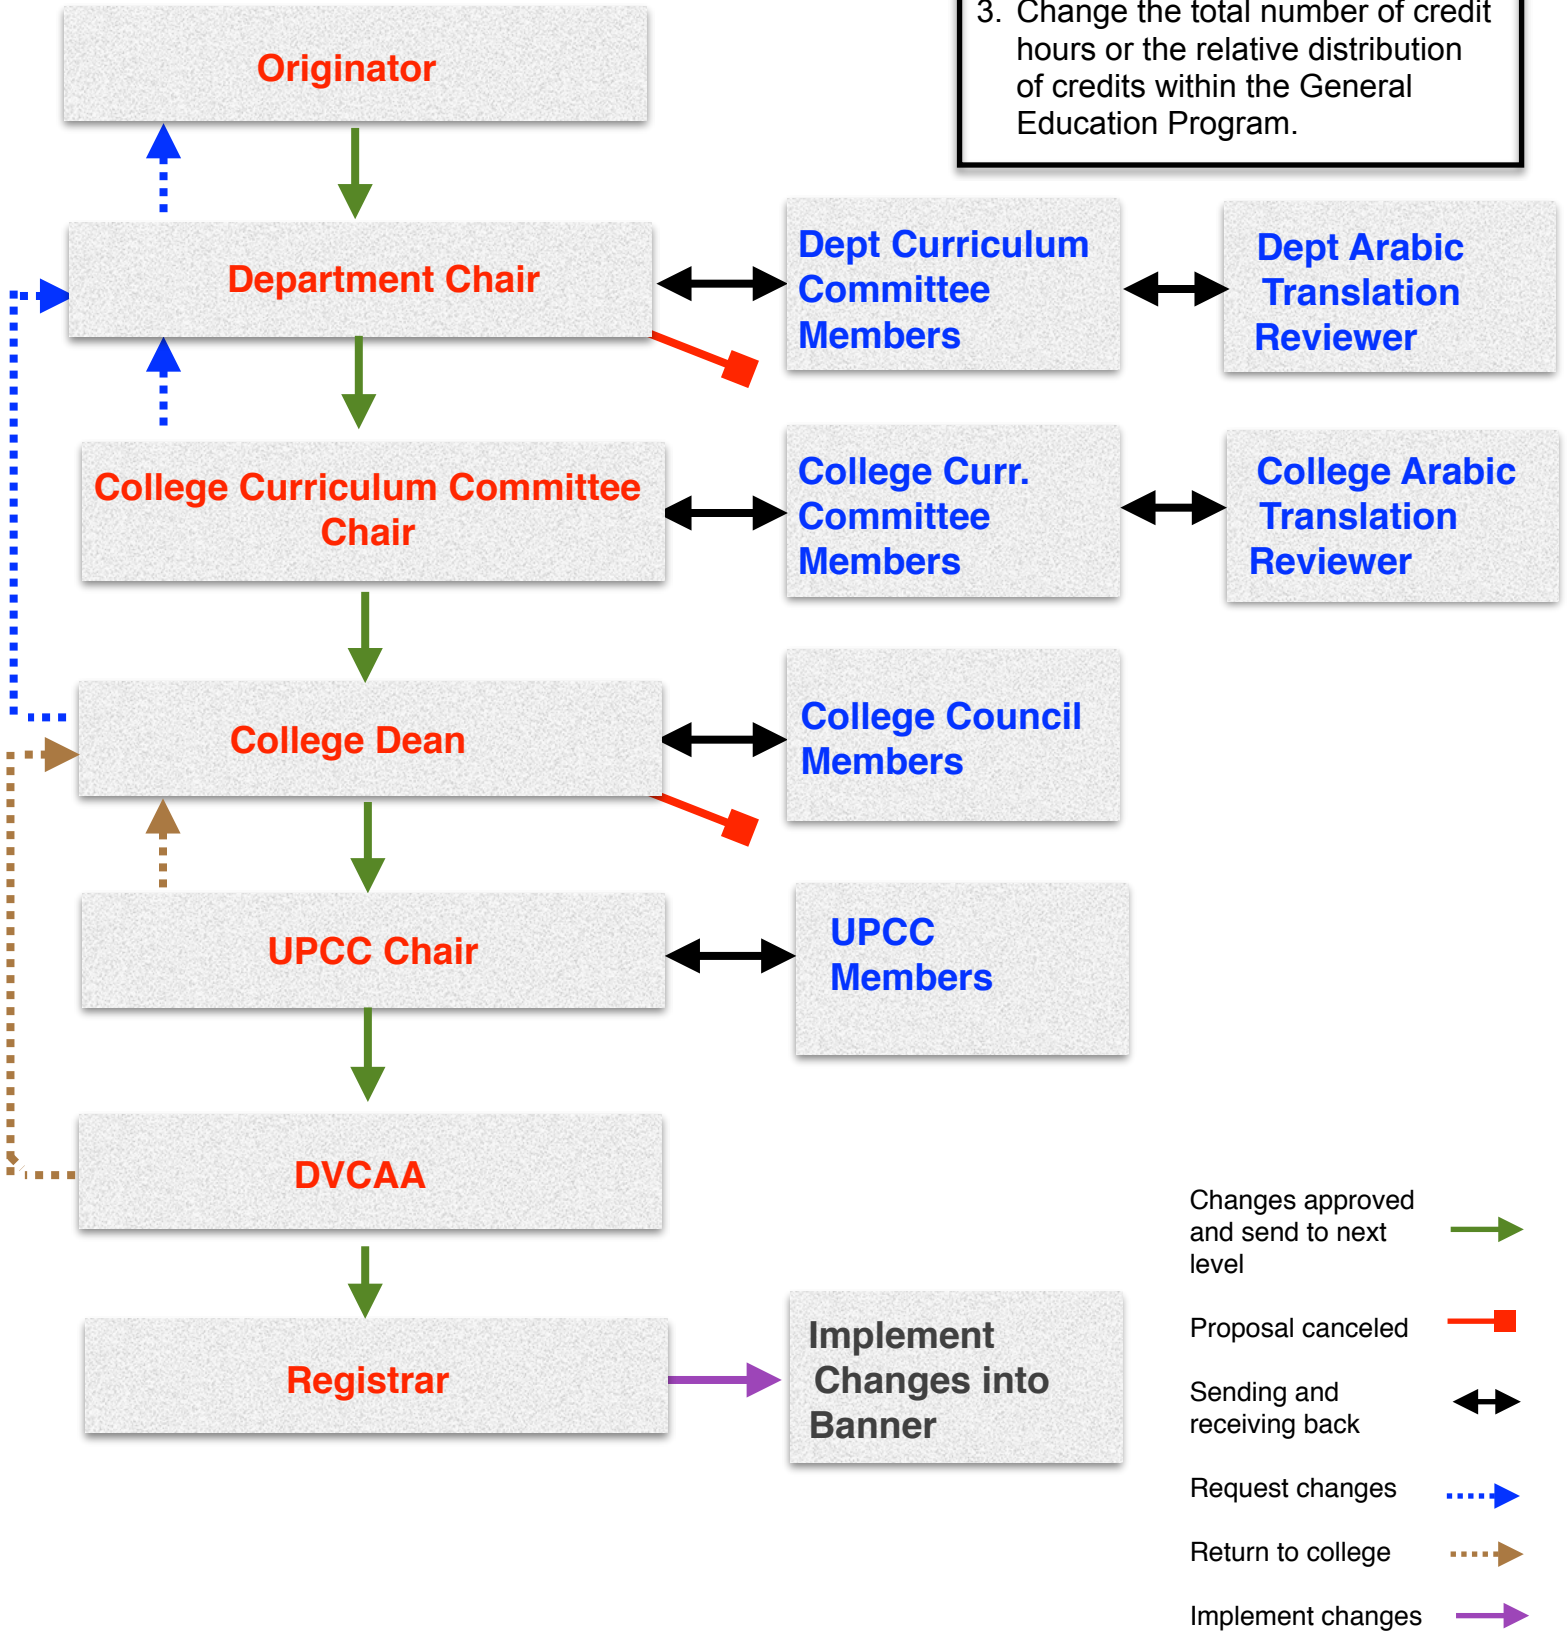 3. Change the total number of credit
hours or the relative distribution
of credits within the General
Education Program.
Originator
Department Chair
Dept Curriculum
Committee
Members
Dept Arabic
Translation
Reviewer
College Curriculum Committee
Chair
College Curr.
Committee
Members
College Arabic
Translation
Reviewer
College Dean
College Council
Members
UPCC Chair
UPCC
Members
DVCAA
Registrar
Implement
Changes into
Banner
Changes approved
and send to next
level
Proposal canceled
Sending and
receiving back
Request changes
Return to college
Implement changes